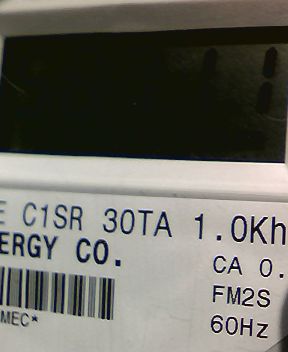 E C1SR 30TA 1.0Kh
ERGY CO.
CA 0.
FM2S
MEC*
60Hz